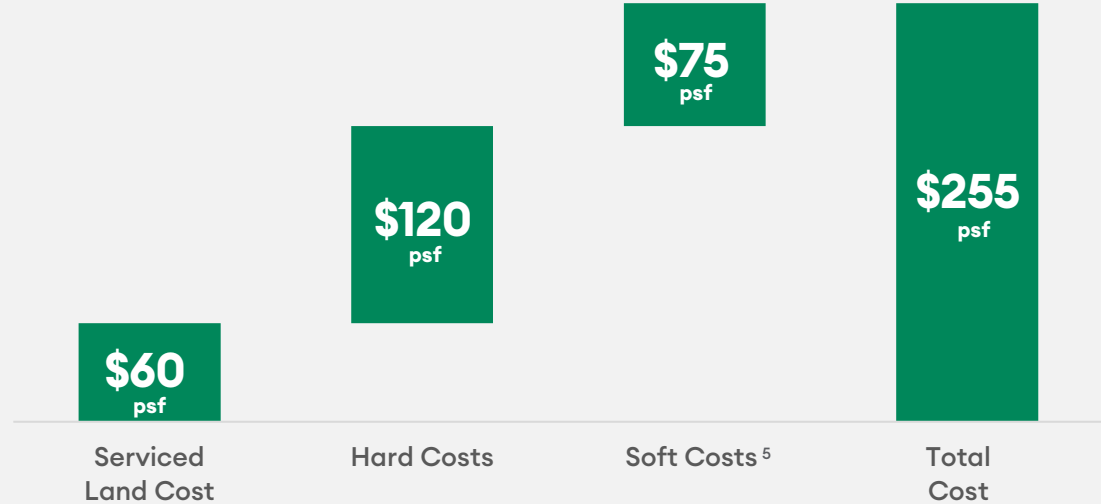 $75
psf
$120
psf
$255
psf
$60
psf
Serviced
Land Cost
Hard Costs
Soft Costs ⁵
Total
Cost